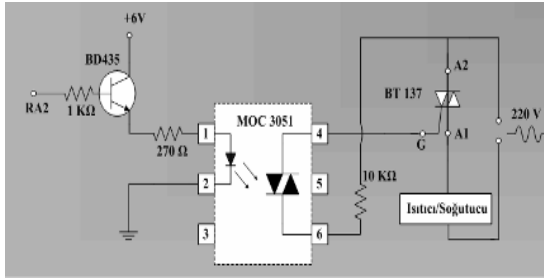 +6V
BD435
A2
MOC 3051
BT 137
RA2
1 KΩ
220 V
1
4
G
A1
270 Ω
10 KΩ
2
5
Isıtıcı/Soğutucu
3
6